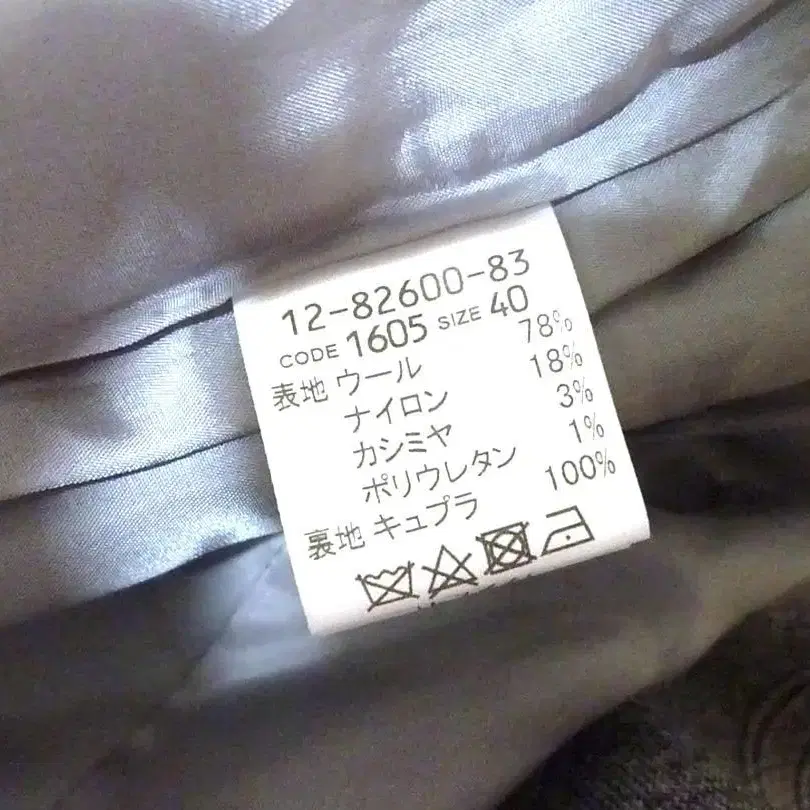 12-82600-83
CODE 1605 SIZE 40
表地 ウール 78%
ナイロン 18%
カシミヤ 3%
ポリウレタン 1%
裏地 キュプラ 100%